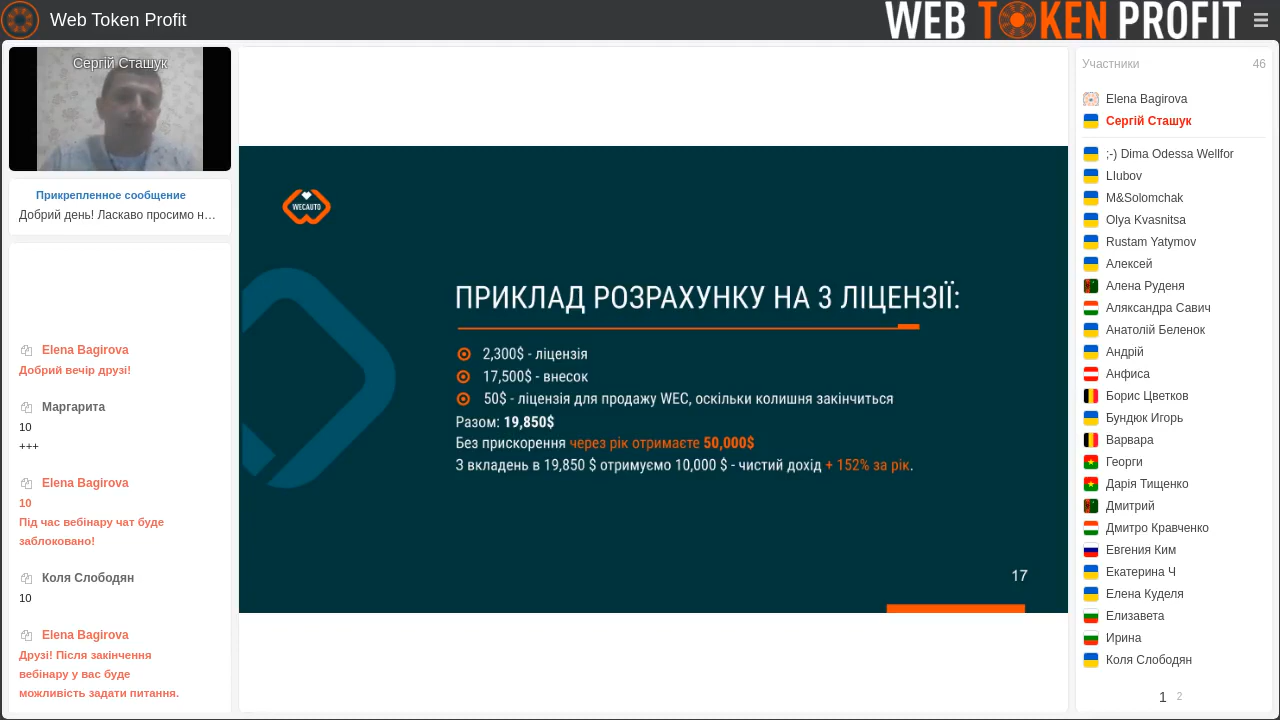 Web Token Profit
WEB TOKEN PROFIT
Сергій Сташук
Прикрепленное сообщение
Добрий день! Ласкаво просимо н…
Elena Bagirova
Добрий вечір друзі!
Маргарита
10
+++
Elena Bagirova
10
Під час вебінару чат буде
заблоковано!
Коля Слободян
10
Elena Bagirova
Друзі! Після закінчення
вебінару у вас буде
можливість задати питання.
WECAUTO
ПРИКЛАД РОЗРАХУНКУ НА 3 ЛІЦЕНЗІЇ:
2,300$ - ліцензія
17,500$ - внесок
50$ - ліцензія для продажу WEC, оскільки колишня закінчиться
Разом: 19,850$
Без прискорення через рік отримаєте 50,000$
З вкладень в 19,850 $ отримуємо 10,000 $ - чистий дохід + 152% за рік.
17
Участники 46
Elena Bagirova
Сергій Сташук
;-) Dima Odessa Wellfor
LIubov
M&Solomchak
Olya Kvasnitsa
Rustam Yatymov
Алексей
Алена Руденя
Аляксандра Савич
Анатолій Беленок
Андрій
Анфиса
Борис Цветков
Бундюк Игорь
Варвара
Георги
Дарія Тищенко
Дмитрий
Дмитро Кравченко
Евгения Ким
Екатерина Ч
Елена Куделя
Елизавета
Ирина
Коля Слободян
1 2